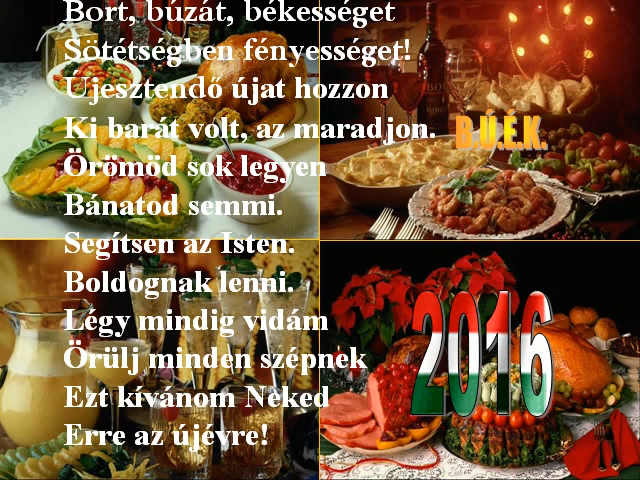 Bort, búzát, békességet
Sötétségben fényességet!
Újesztendő újat hozzon
Ki barát volt, az maradjon.
B.Ú.É.K.
Örömöd sok legyen
Bánatod semmi.
Segítsen az Isten.
Boldognak lenni.
Légy mindig vidám
Örülj minden szépnek
Ezt kívánom Neked
Erre az újévre!
2016